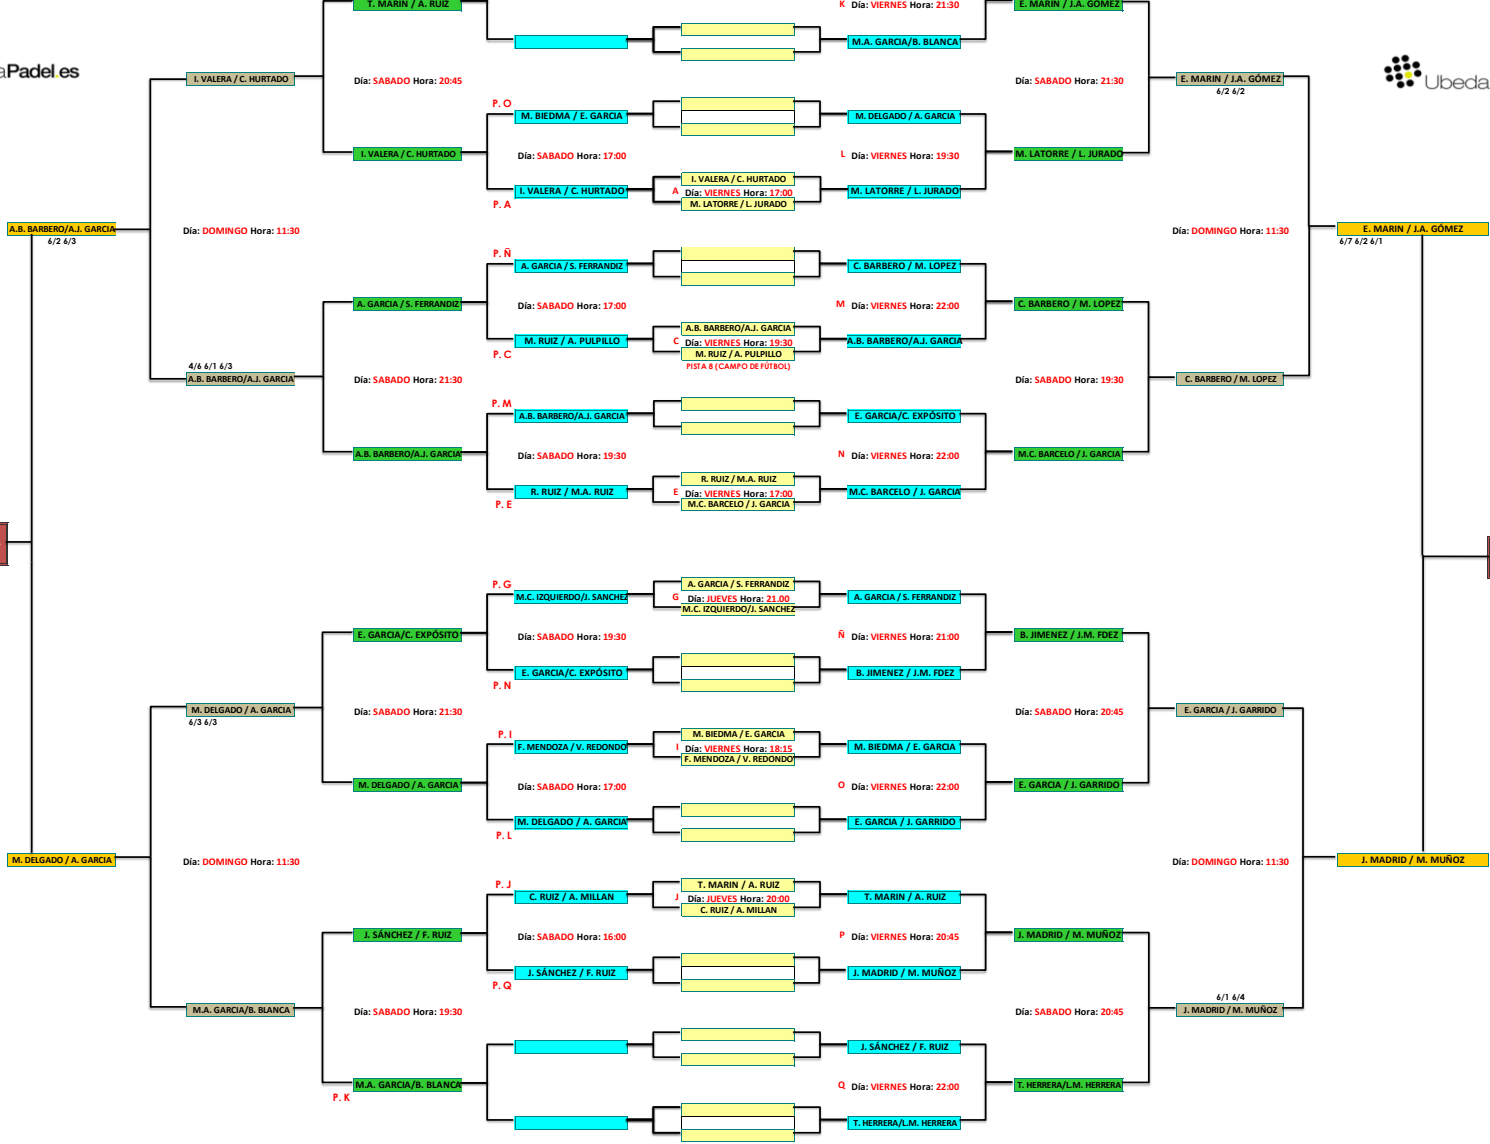 T. MARIN / A. RUIZ
K Día: VIERNES Hora: 21:30
E. MARIN / J.A. GOMEZ
M.A. GARCIA/B. BLANCA
aPadel.es
I. VALERA / C. HURTADO
Día: SABADO Hora: 20:45
Día: SABADO Hora: 21:30
E. MARIN / J.A. GÓMEZ
6/2 6/2
Ubeda
P. O
M. BIEDMA / E. GARCIA
M. DELGADO / A. GARCIA
I. VALERA / C. HURTADO
Día: SABADO Hora: 17:00
L Día: VIERNES Hora: 19:30
M. LATORRE / L. JURADO
I. VALERA / C. HURTADO
I. VALERA / C. HURTADO
A Día: VIERNES Hora: 17:00
M. LATORRE / L. JURADO
M. LATORRE / L. JURADO
P. A
A.B. BARBERO/A.J. GARCIA
6/2 6/3
Día: DOMINGO Hora: 11:30
Día: DOMINGO Hora: 11:30
E. MARIN / J.A. GÓMEZ
6/7 6/2 6/1
P. Ñ
A. GARCIA / S. FERRANDIZ
C. BARBERO / M. LOPEZ
A. GARCIA / S. FERRANDIZ
Día: SABADO Hora: 17:00
M Día: VIERNES Hora: 22:00
C. BARBERO / M. LOPEZ
M. RUIZ / A. PULPILLO
A.B. BARBERO/A.J. GARCIA
C Día: VIERNES Hora: 19:30
M. RUIZ / A. PULPILLO
PISTA 8 (CAMPO DE FÚTBOL)
A.B. BARBERO/A.J. GARCIA
P. C
4/6 6/1 6/3
A.B. BARBERO/A.J. GARCIA
Día: SABADO Hora: 21:30
Día: SABADO Hora: 19:30
C. BARBERO / M. LOPEZ
P. M
A.B. BARBERO/A.J. GARCIA
E. GARCIA/C. EXPÓSITO
A.B. BARBERO/A.J. GARCIA
Día: SABADO Hora: 19:30
N Día: VIERNES Hora: 22:00
M.C. BARCELO / J. GARCIA
R. RUIZ / M.A. RUIZ
R. RUIZ / M.A. RUIZ
E Día: VIERNES Hora: 17:00
M.C. BARCELO / J. GARCIA
M.C. BARCELO / J. GARCIA
P. E
P. G
M.C. IZQUIERDO/J. SANCHEZ
A. GARCIA / S. FERRANDIZ
G Día: JUEVES Hora: 21.00
M.C. IZQUIERDO/J. SANCHEZ
A. GARCIA / S. FERRANDIZ
E. GARCIA/C. EXPÓSITO
Día: SABADO Hora: 19:30
Ñ Día: VIERNES Hora: 21:00
B. JIMENEZ / J.M. FDEZ
E. GARCIA/C. EXPÓSITO
B. JIMENEZ / J.M. FDEZ
P. N
M. DELGADO / A. GARCIA
6/3 6/3
Día: SABADO Hora: 21:30
Día: SABADO Hora: 20:45
E. GARCIA / J. GARRIDO
P. I
F. MENDOZA / V. REDONDO
M. BIEDMA / E. GARCIA
I Día: VIERNES Hora: 18:15
F. MENDOZA / V. REDONDO
M. BIEDMA / E. GARCIA
M. DELGADO / A. GARCIA
Día: SABADO Hora: 17:00
O Día: VIERNES Hora: 22:00
E. GARCIA / J. GARRIDO
M. DELGADO / A. GARCIA
E. GARCIA / J. GARRIDO
P. L
M. DELGADO / A. GARCIA
Día: DOMINGO Hora: 11:30
Día: DOMINGO Hora: 11:30
J. MADRID / M. MUÑOZ
P. J
C. RUIZ / A. MILLAN
T. MARIN / A. RUIZ
J Día: JUEVES Hora: 20:00
C. RUIZ / A. MILLAN
T. MARIN / A. RUIZ
J. SÁNCHEZ / F. RUIZ
Día: SABADO Hora: 16:00
P Día: VIERNES Hora: 20:45
J. MADRID / M. MUÑOZ
J. SÁNCHEZ / F. RUIZ
J. MADRID / M. MUÑOZ
P. Q
M.A. GARCIA/B. BLANCA
Día: SABADO Hora: 19:30
Día: SABADO Hora: 20:45
6/1 6/4
J. MADRID / M. MUÑOZ
J. SÁNCHEZ / F. RUIZ
M.A. GARCIA/B. BLANCA
P. K
Q Día: VIERNES Hora: 22:00
T. HERRERA/L.M. HERRERA
T. HERRERA/L.M. HERRERA